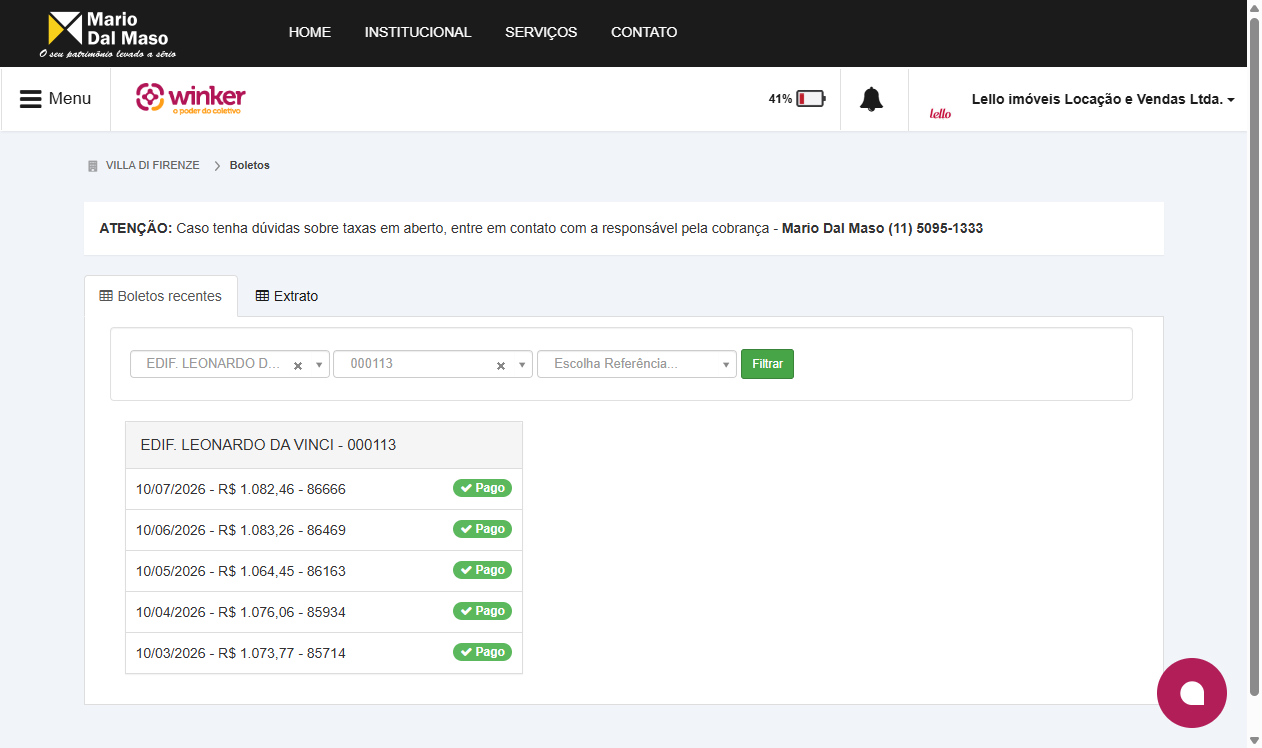 Mario
Dal Maso
O seu patrimônio levado a sério
HOME INSTITUCIONAL SERVIÇOS CONTATO
Menu
winker
o poder do coletivo
41%
lello
Lello imóveis Locação e Vendas Ltda.
VILLA DI FIRENZE > Boletos
ATENÇÃO: Caso tenha dúvidas sobre taxas em aberto, entre em contato com a responsável pela cobrança - Mario Dal Maso (11) 5095-1333
Boletos recentes Extrato
EDIF. LEONARDO D... × 000113 × Escolha Referência... Filtrar
EDIF. LEONARDO DA VINCI - 000113
10/07/2026 - R$ 1.082,46 - 86666 Pago
10/06/2026 - R$ 1.083,26 - 86469 Pago
10/05/2026 - R$ 1.064,45 - 86163 Pago
10/04/2026 - R$ 1.076,06 - 85934 Pago
10/03/2026 - R$ 1.073,77 - 85714 Pago